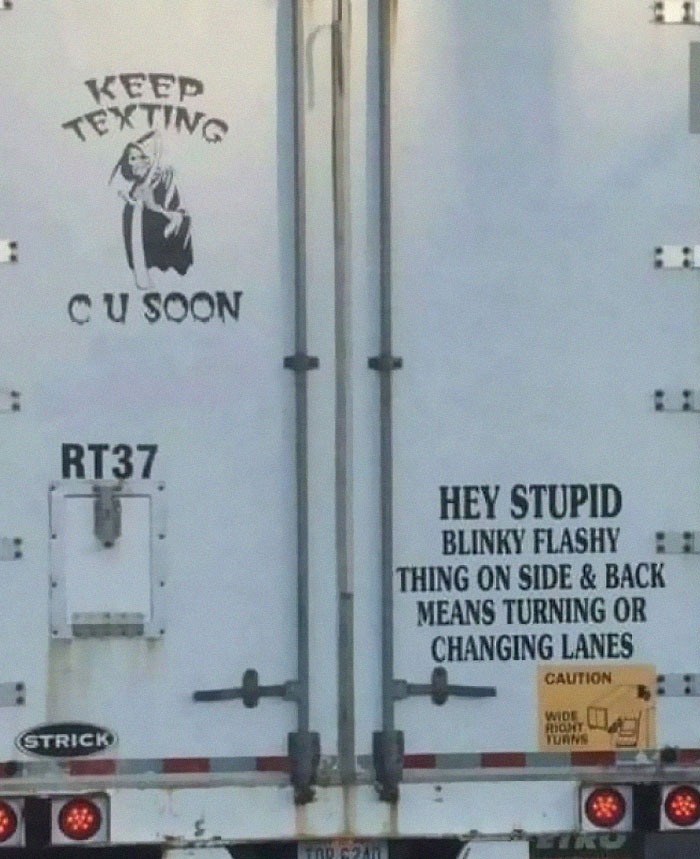 KEEP
TEXTING
C U SOON
RT37
HEY STUPID
BLINKY FLASHY
THING ON SIDE & BACK
MEANS TURNING OR
CHANGING LANES
CAUTION
WIDE
RIGHT
TURNS
STRICK